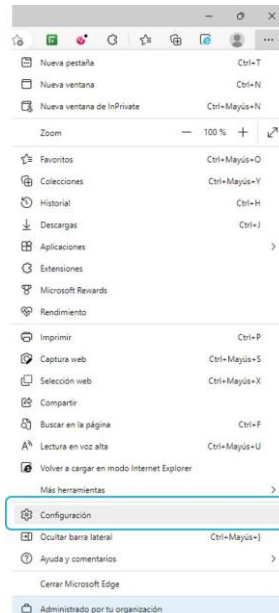 Nueva pestaña Ctrl+T
Nueva ventana Ctrl+N
Nueva ventana de InPrivate Ctrl+Mayús+N
Zoom — 100 % +
Favoritos Ctrl+Mayús+O
Colecciones Ctrl+Mayús+Y
Historial Ctrl+H
Descargas Ctrl+J
Aplicaciones
Extensiones
Microsoft Rewards
Rendimiento
Imprimir Ctrl+P
Captura web Ctrl+Mayús+S
Selección web Ctrl+Mayús+X
Compartir
Buscar en la página Ctrl+F
Lectura en voz alta Ctrl+Mayús+U
Volver a cargar en modo Internet Explorer
Más herramientas
Configuración
Ocultar barra lateral Ctrl+Mayús+}
Ayuda y comentarios
Cerrar Microsoft Edge
Administrado por tu organización